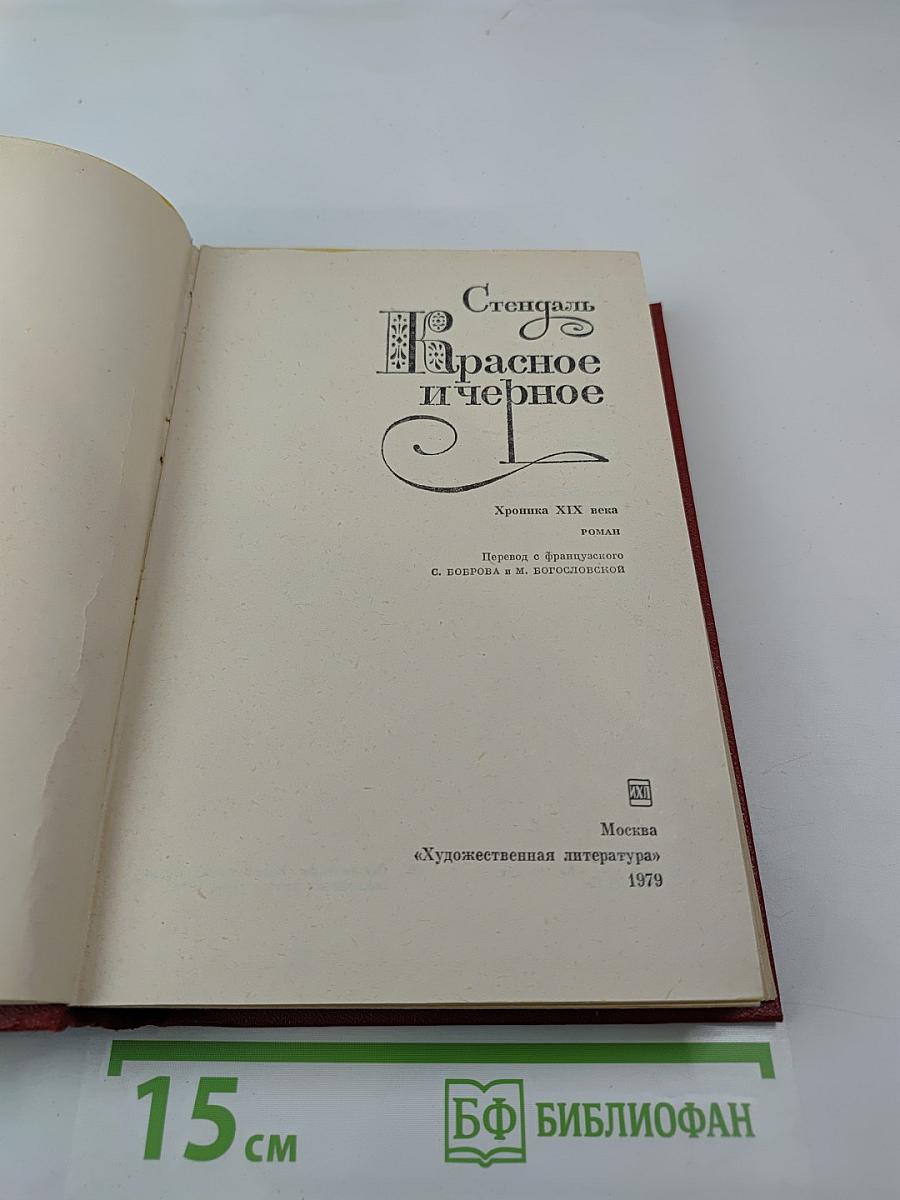 Стендаль
Красное
и черное
Хроника XIX века
РОМАН
Перевод с французского
С. БОБРОВА и М. БОГОСЛОВСКОЙ
ИХЛ
Москва
«Художественная литература»
1979
15 см
БФ БИБЛИОФАН